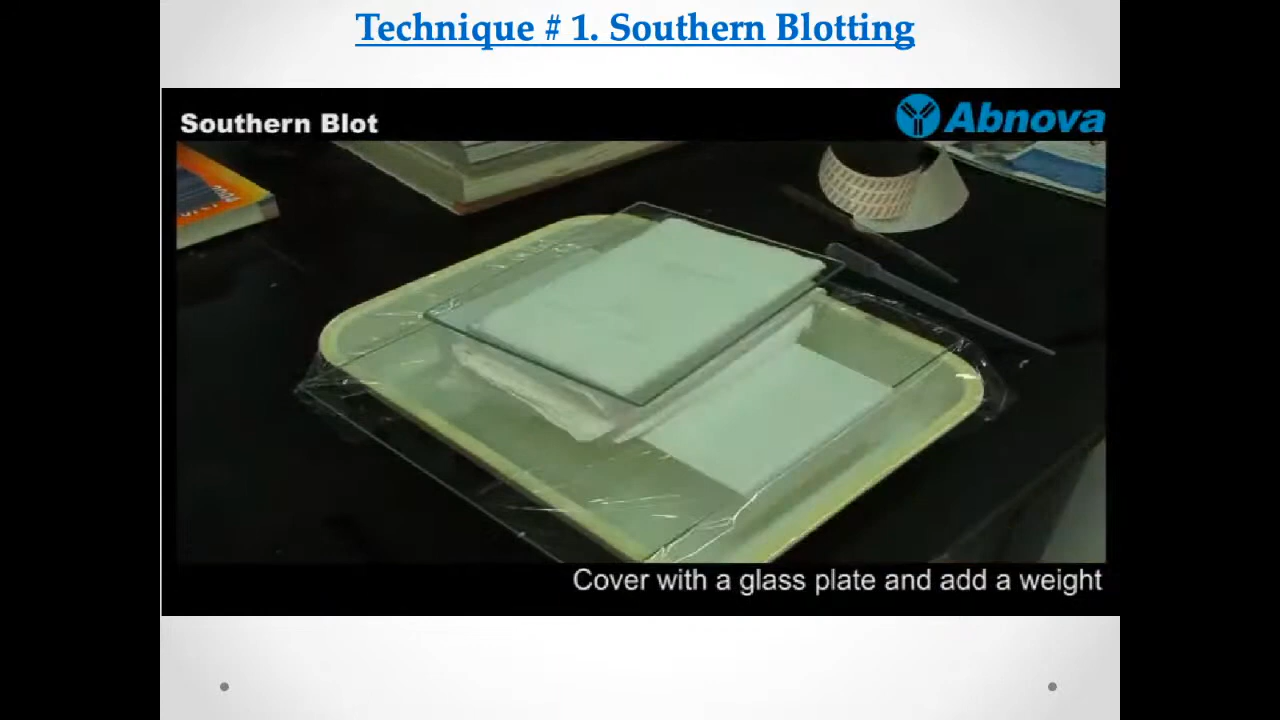 Technique # 1. Southern Blotting
Southern Blot
Abnova
Cover with a glass plate and add a weight